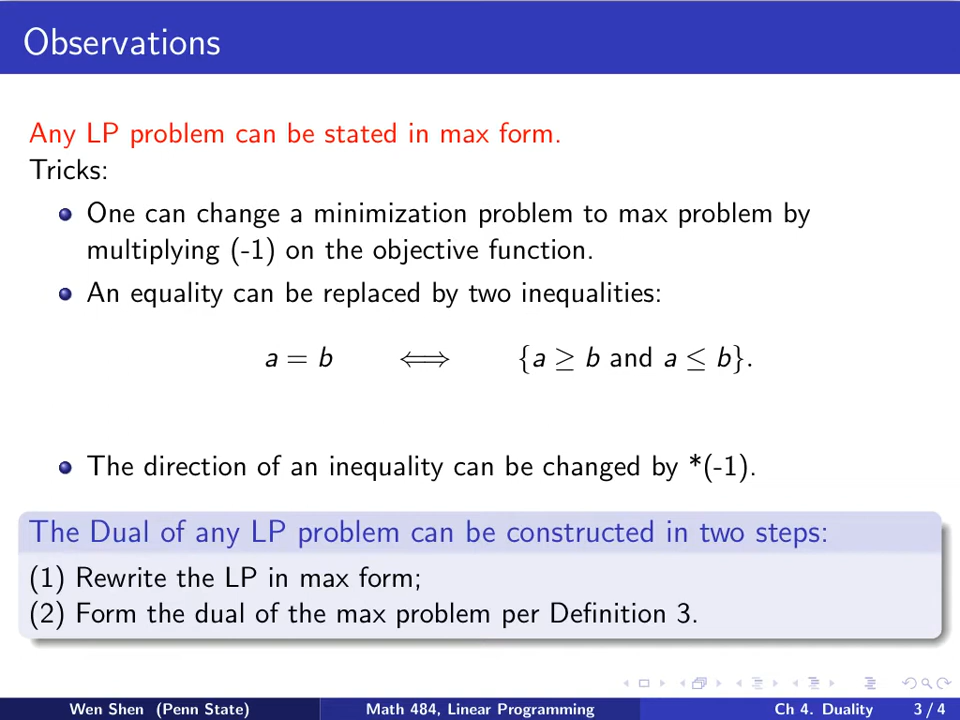 Observations
Any LP problem can be stated in max form.
Tricks:
One can change a minimization problem to max problem by
multiplying (-1) on the objective function.
An equality can be replaced by two inequalities:
a = b ⟺ {a ≥ b and a ≤ b}.
The direction of an inequality can be changed by *(-1).
The Dual of any LP problem can be constructed in two steps:
(1) Rewrite the LP in max form;
(2) Form the dual of the max problem per Definition 3.
Wen Shen (Penn State) Math 484, Linear Programming Ch 4. Duality 3 / 4